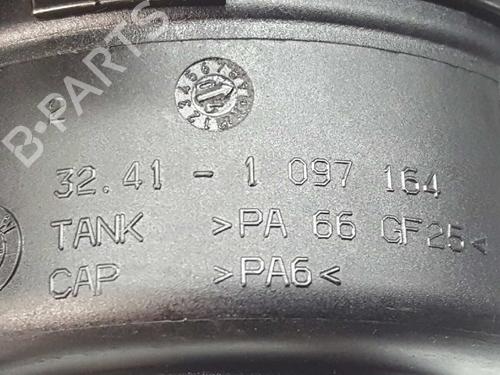 B-PARTS
32.41 - 1 097 164
TANK >PA 66 GF25<
CAP >PA6<